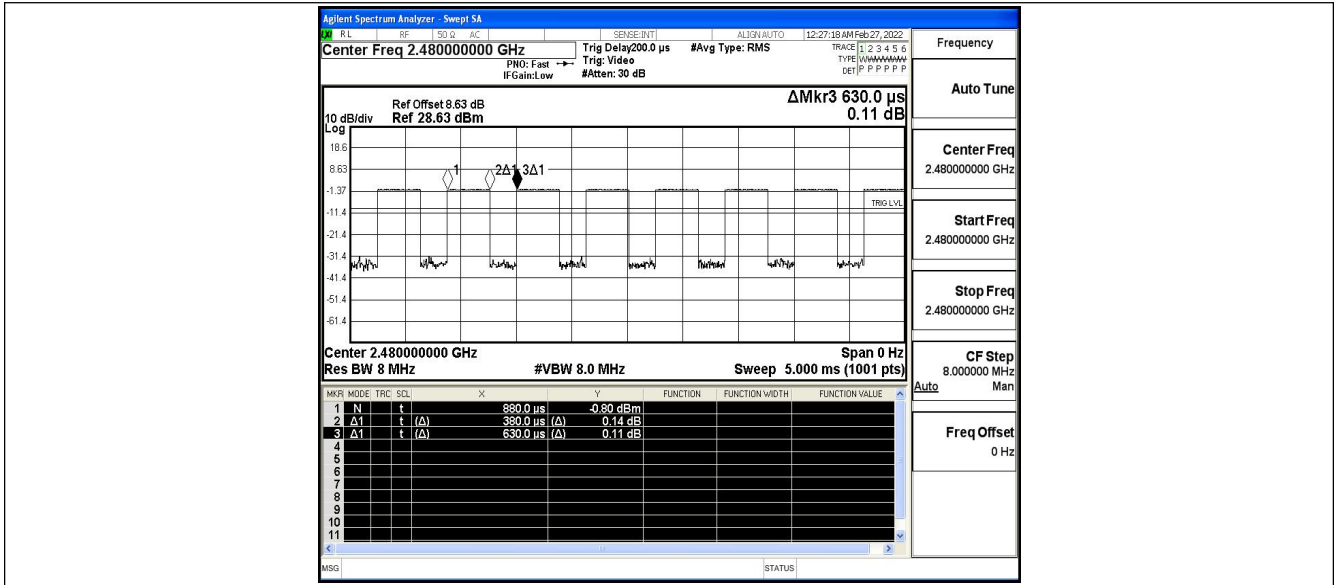 Agilent Spectrum Analyzer - Swept SA
LXI RL RF 50 Ω AC SENSE:INT ALIGN AUTO 12:27:18 AM Feb 27, 2022
Center Freq 2.480000000 GHz
PNO: Fast
IFGain:Low
Trig Delay200.0 µs
Trig: Video
#Atten: 30 dB
#Avg Type: RMS
TRACE 1 2 3 4 5 6
TYPE WWWWWW
DET P P P P P P
Ref Offset 8.63 dB
10 dB/div Ref 28.63 dBm
Log
ΔMkr3 630.0 µs
0.11 dB
18.6
8.63
-1.37
-11.4
-21.4
-31.4
-41.4
-51.4
-61.4
1 2Δ1 3Δ1
TRIG LVL
Center 2.480000000 GHz Span 0 Hz
Res BW 8 MHz #VBW 8.0 MHz Sweep 5.000 ms (1001 pts)
MKR MODE TRC SCL X Y FUNCTION FUNCTION WIDTH FUNCTION VALUE
1 N t 880.0 µs -0.80 dBm
2 Δ1 t (Δ) 380.0 µs (Δ) 0.14 dB
3 Δ1 t (Δ) 630.0 µs (Δ) 0.11 dB
4
5
6
7
8
9
10
11
MSG STATUS
Frequency
Auto Tune
Center Freq
2.480000000 GHz
Start Freq
2.480000000 GHz
Stop Freq
2.480000000 GHz
CF Step
8.000000 MHz
Auto Man
Freq Offset
0 Hz